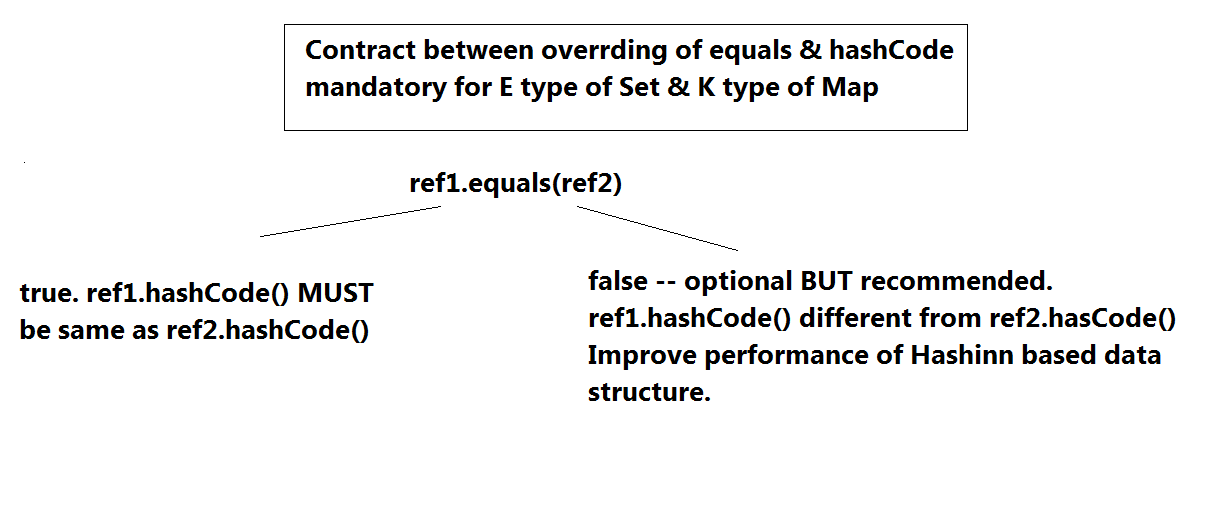 Contract between overrding of equals & hashCode
mandatory for E type of Set & K type of Map
ref1.equals(ref2)
true. ref1.hashCode() MUST
be same as ref2.hashCode()
false -- optional BUT recommended.
ref1.hashCode() different from ref2.hasCode()
Improve performance of Hashinn based data
structure.